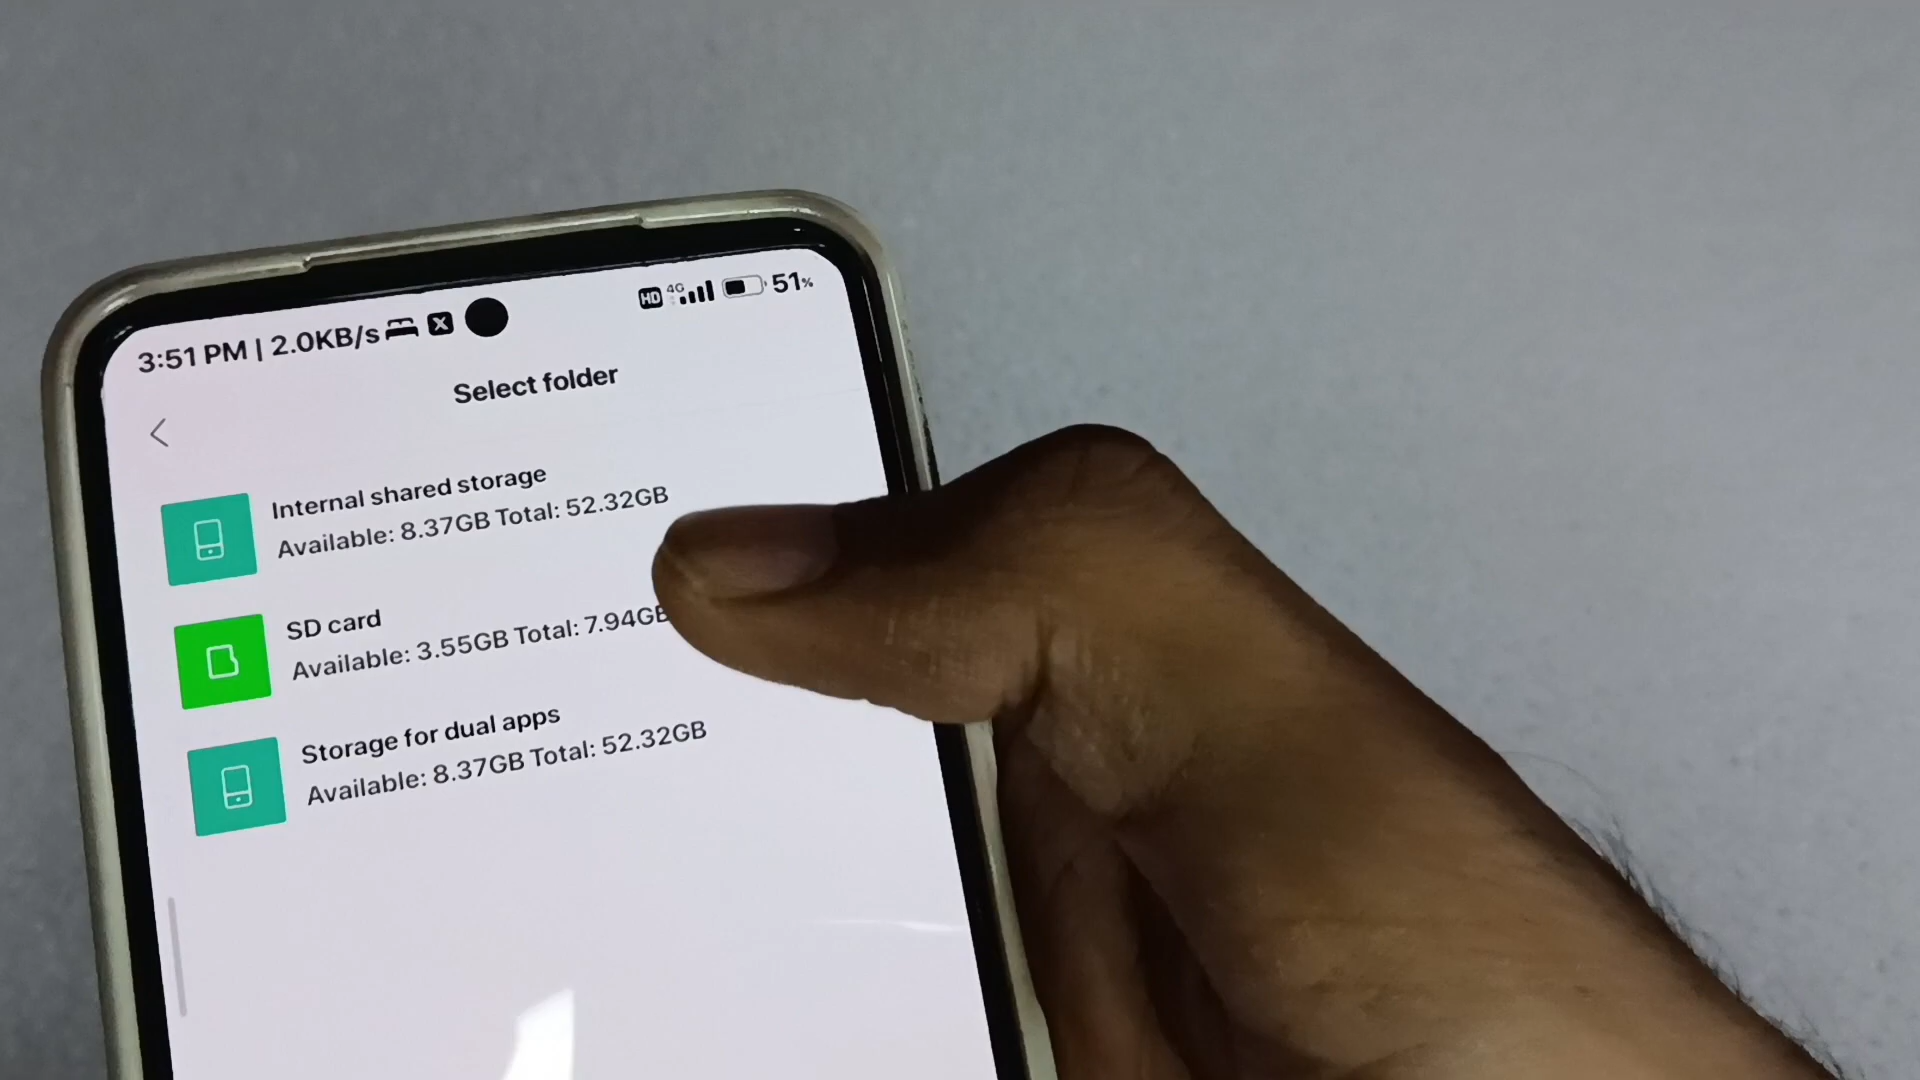 3:51 PM | 2.0KB/s X HD 4G 51%
Select folder
Internal shared storage
Available: 8.37GB Total: 52.32GB
SD card
Available: 3.55GB Total: 7.94GB
Storage for dual apps
Available: 8.37GB Total: 52.32GB